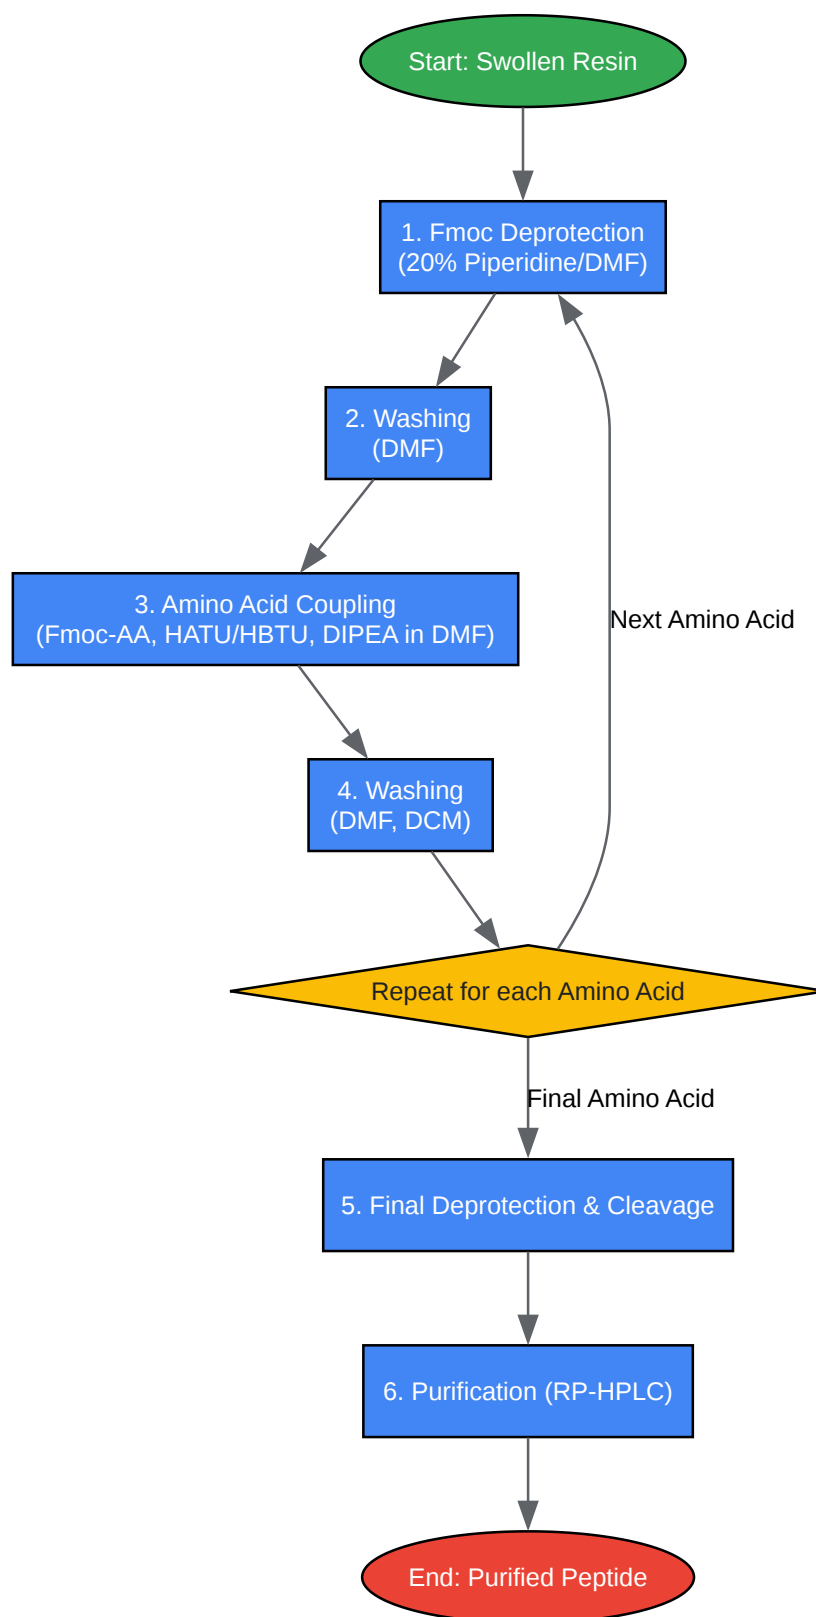 Start: Swollen Resin
1. Fmoc Deprotection
(20% Piperidine/DMF)
2. Washing
(DMF)
3. Amino Acid Coupling
(Fmoc-AA, HATU/HBTU, DIPEA in DMF)
Next Amino Acid
4. Washing
(DMF, DCM)
Repeat for each Amino Acid
Final Amino Acid
5. Final Deprotection & Cleavage
6. Purification (RP-HPLC)
End: Purified Peptide